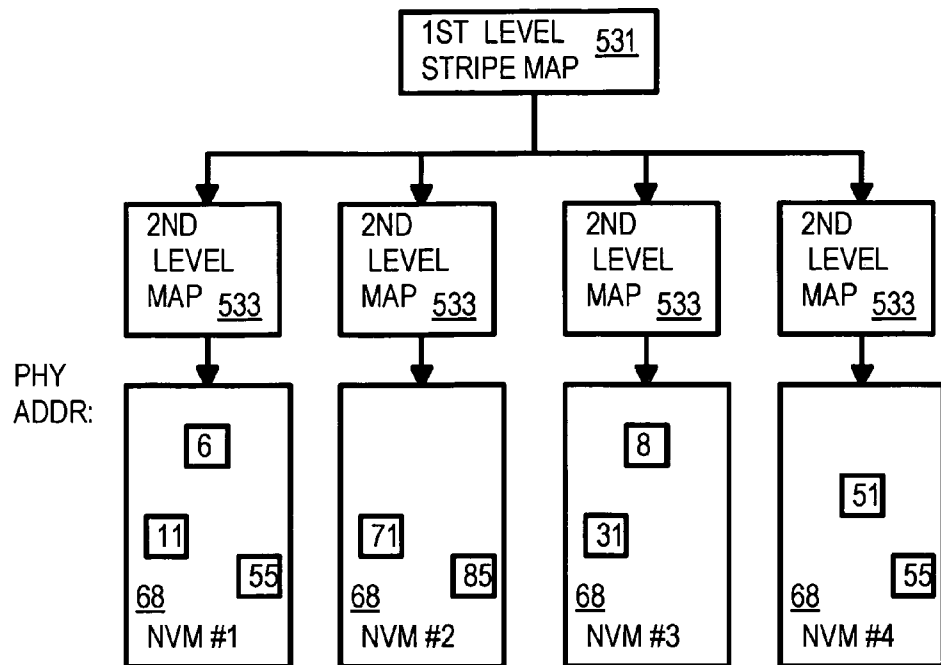 1ST LEVEL 531
STRIPE MAP
2ND
LEVEL
MAP 533
2ND
LEVEL
MAP 533
2ND
LEVEL
MAP 533
2ND
LEVEL
MAP 533
PHY
ADDR:
6
11
55
68
NVM #1
71
85
68
NVM #2
8
31
68
NVM #3
51
55
68
NVM #4